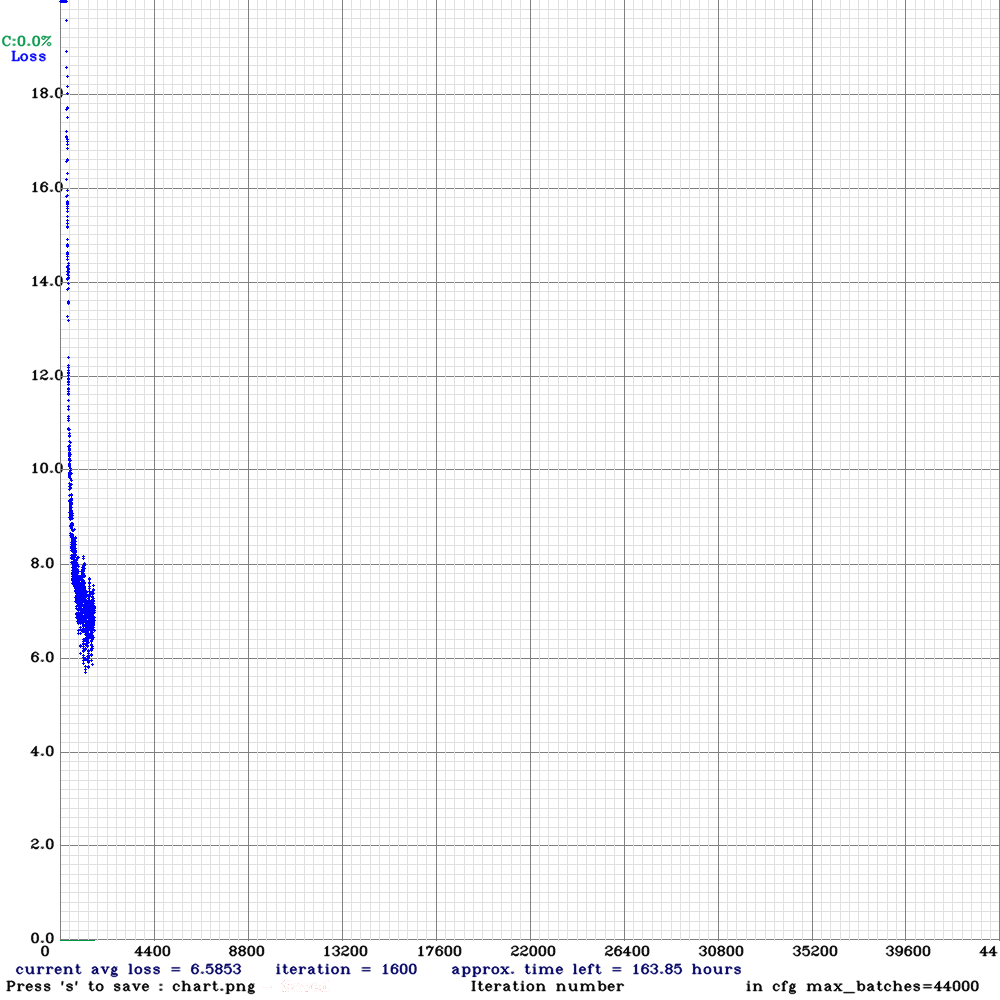 C:0.0%
Loss
18.0
16.0
14.0
12.0
10.0
8.0
6.0
4.0
2.0
0.0
0 4400 8800 13200 17600 22000 26400 30800 35200 39600 44
current avg loss = 6.5853 iteration = 1600 approx. time left = 163.85 hours
Press 's' to save : chart.png Iteration number in cfg max_batches=44000